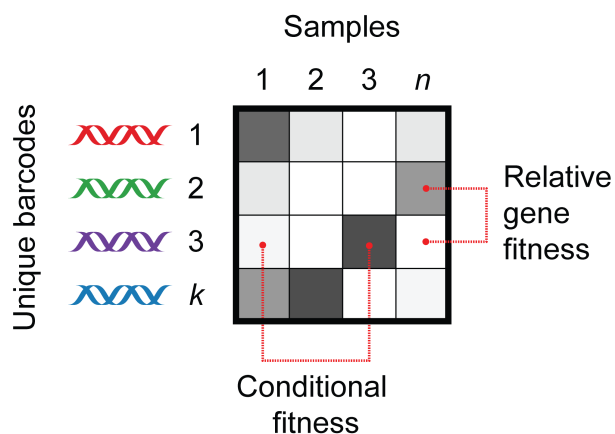 Samples
1 2 3 n
Unique barcodes
1
2
3
k
Relative
gene
fitness
Conditional
fitness